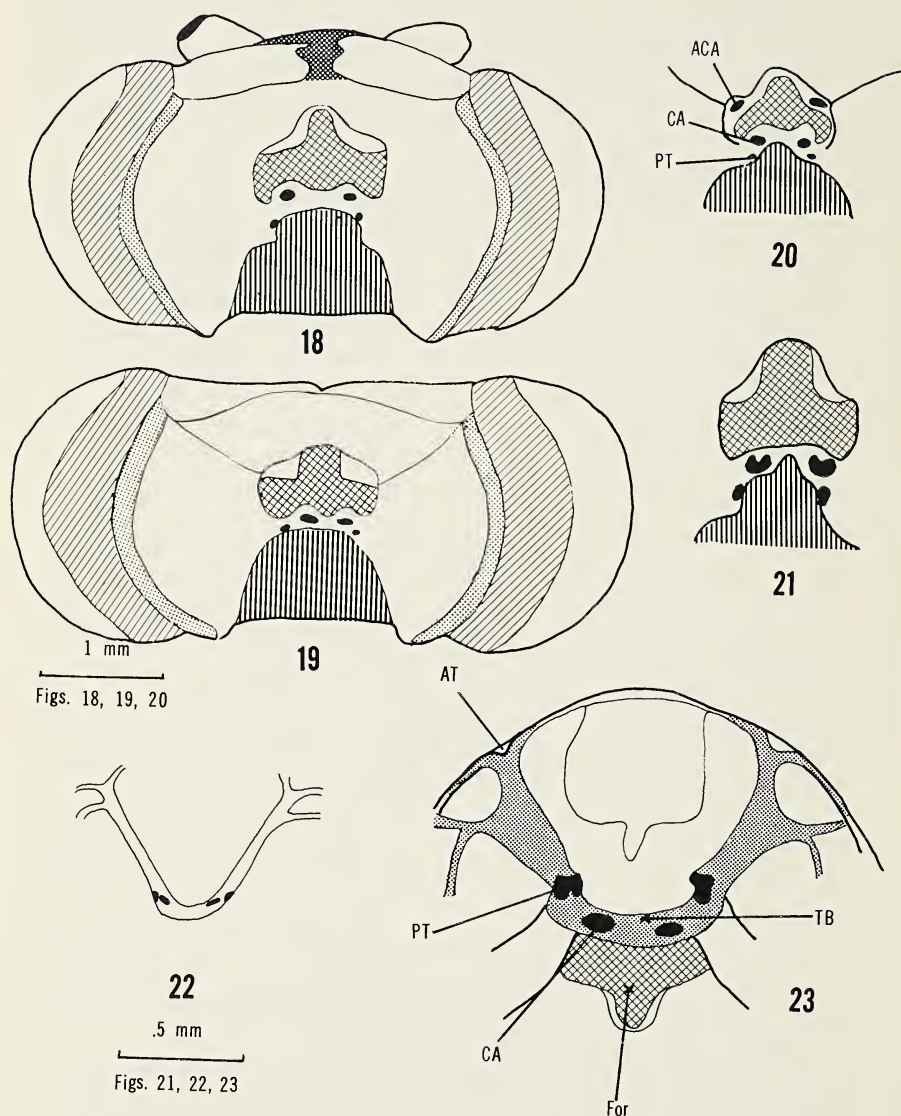 ACA
CA
PT
18
20
21
19
1 mm
Figs. 18, 19, 20
AT
PT
TB
22
23
.5 mm
CA
Figs. 21, 22, 23
For